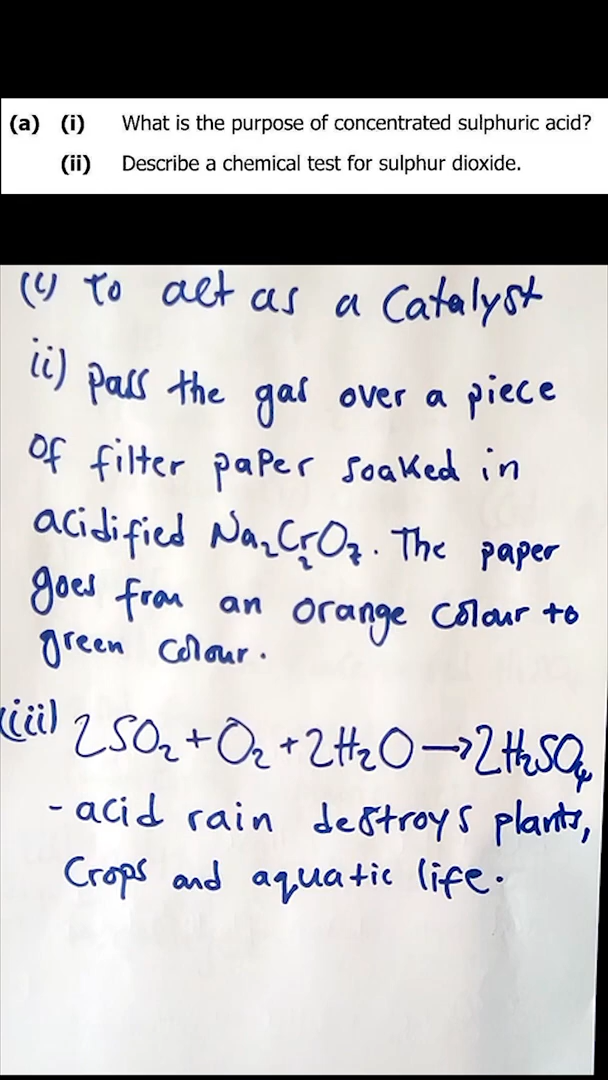 (a) (i) What is the purpose of concentrated sulphuric acid?
(ii) Describe a chemical test for sulphur dioxide.
(i) To act as a Catalyst
ii) Pass the gas over a piece
of filter paper soaked in
acidified Na₂Cr₂O₇. The paper
goes from an orange colour to
green colour.
(iii) 2SO₂ + O₂ + 2H₂O → 2H₂SO₄
- acid rain destroys plants,
Crops and aquatic life.